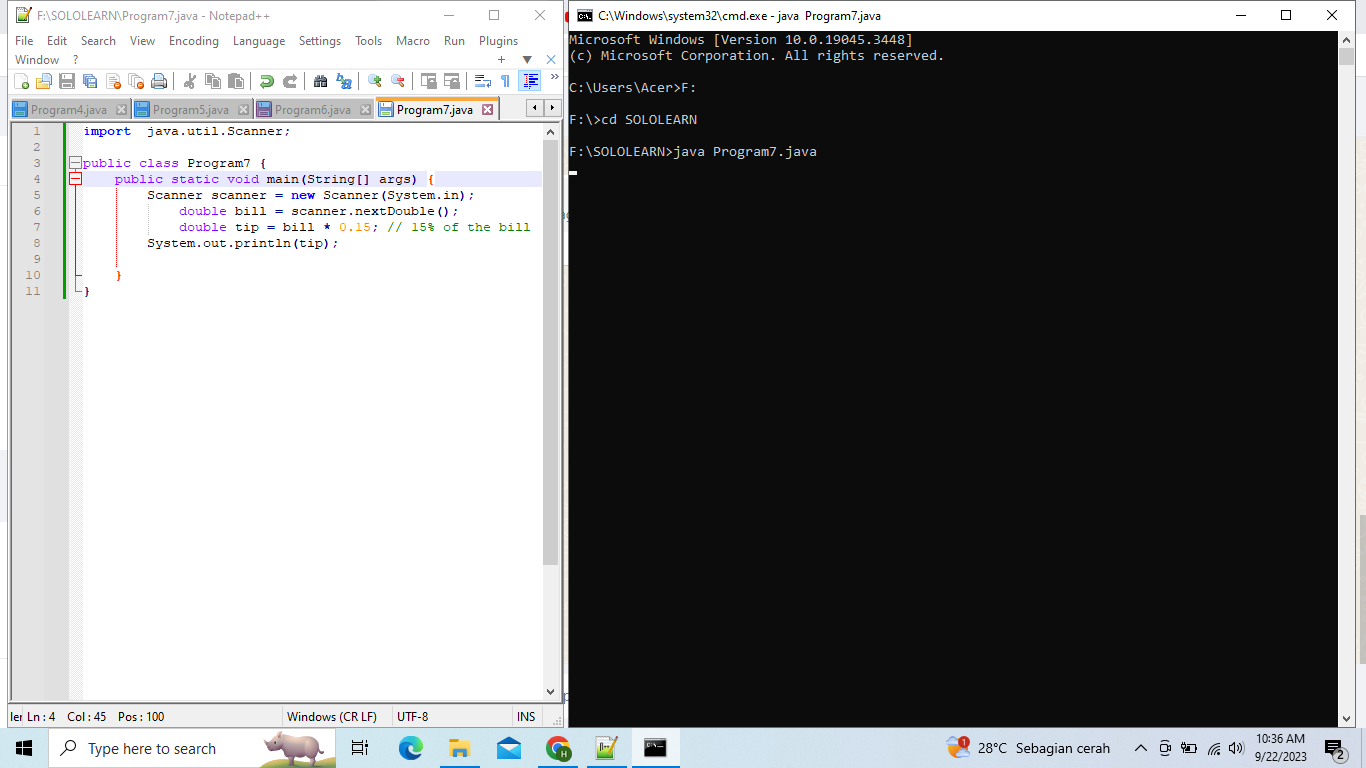 F:\SOLOLEARN\Program7.java - Notepad++
File Edit Search View Encoding Language Settings Tools Macro Run Plugins
Window ? + ▼ X
Program4.java Program5.java Program6.java Program7.java
1 import  java.util.Scanner;
2
3 public class Program7 {
4     public static void main(String[] args) {
5         Scanner scanner = new Scanner(System.in);
6             double bill = scanner.nextDouble();
7             double tip = bill * 0.15; // 15% of the bill
8         System.out.println(tip);
9
10     }
11 }
Ln : 4 Col : 45 Pos : 100 Windows (CR LF) UTF-8 INS
C:\Windows\system32\cmd.exe - java  Program7.java
Microsoft Windows [Version 10.0.19045.3448]
(c) Microsoft Corporation. All rights reserved.
C:\Users\Acer>F:
F:\>cd SOLOLEARN
F:\SOLOLEARN>java Program7.java
Type here to search
28°C Sebagian cerah
10:36 AM
9/22/2023
2